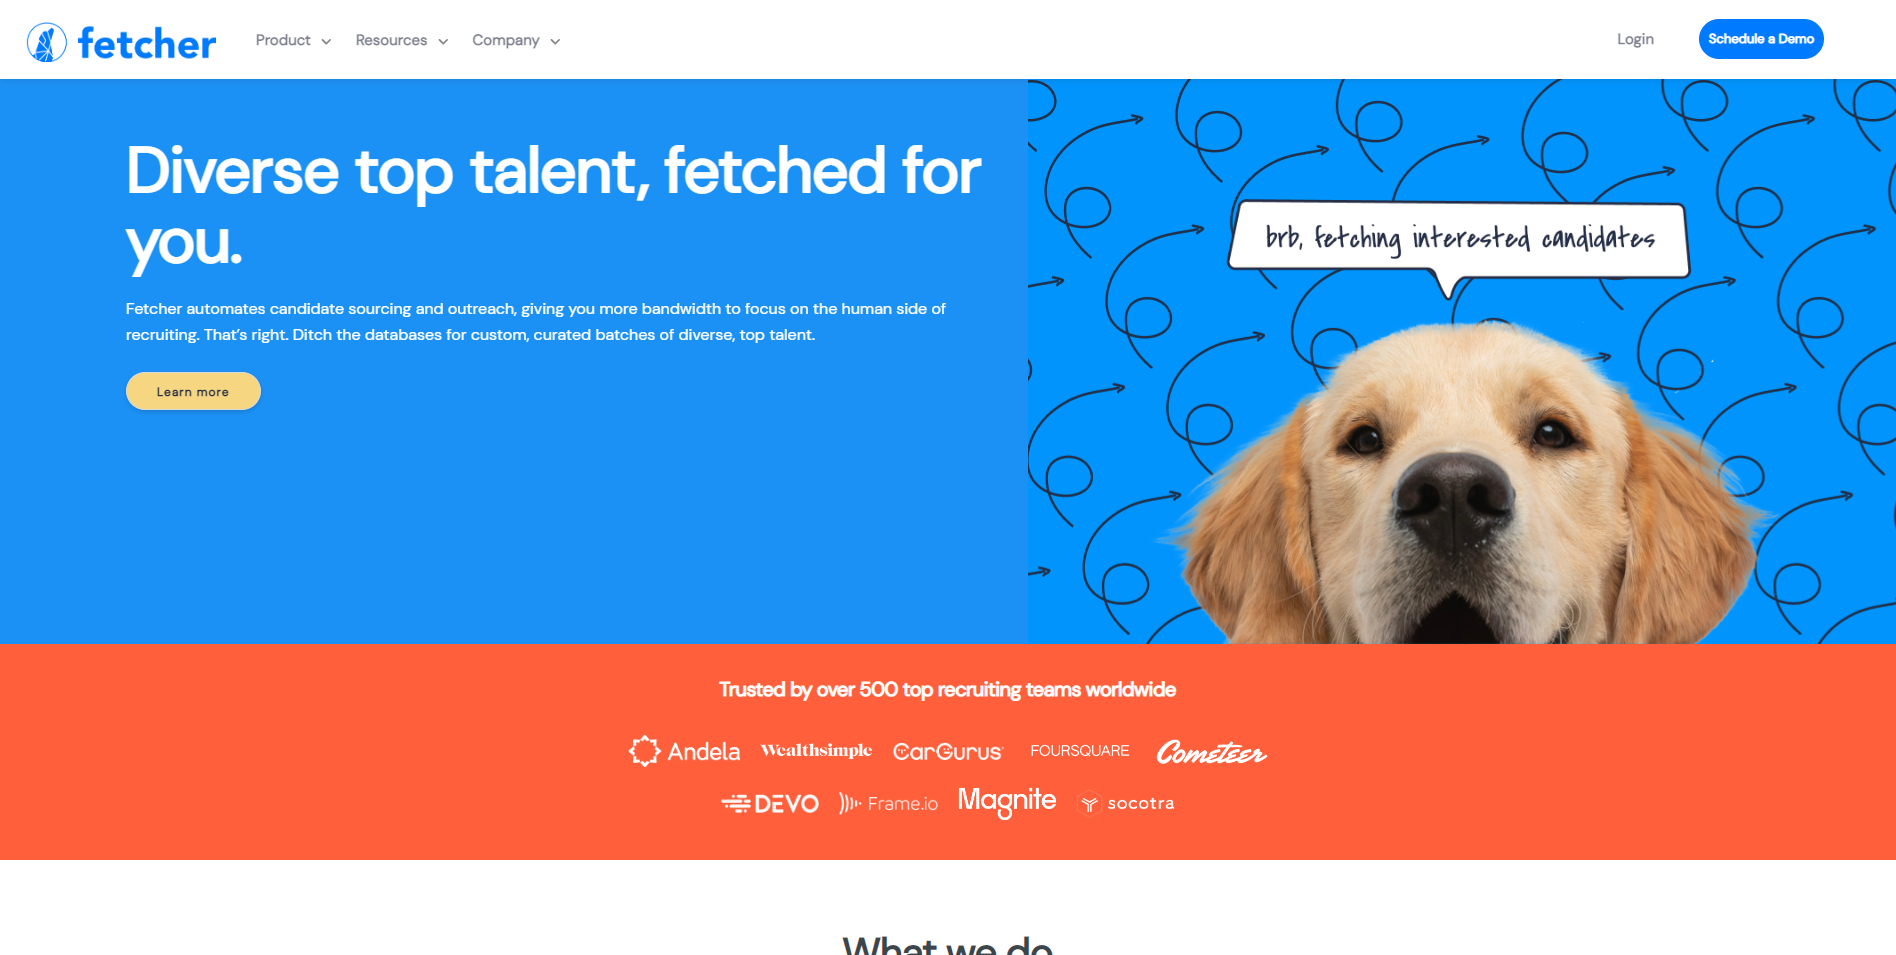 fetcher
Product
Resources
Company
Login
Schedule a Demo
Diverse top talent, fetched for
you.
Fetcher automates candidate sourcing and outreach, giving you more bandwidth to focus on the human side of
recruiting. That's right. Ditch the databases for custom, curated batches of diverse, top talent.
Learn more
brb, fetching interested candidates
Trusted by over 500 top recruiting teams worldwide
Andela
Wealthsimple
CarGurus
FOURSQUARE
Cometeer
DEVO
Frame.io
Magnite
socotra
What we do